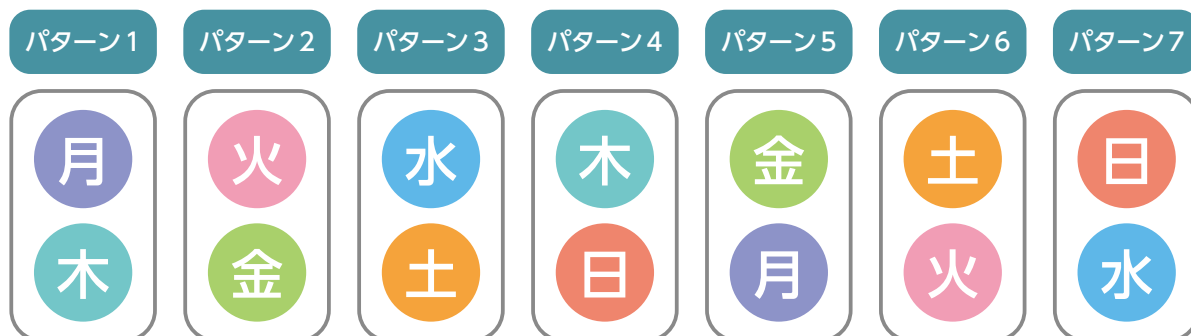 パターン1 パターン2 パターン3 パターン4 パターン5 パターン6 パターン7
月 火 水 木 金 土 日
木 金 土 日 月 火 水